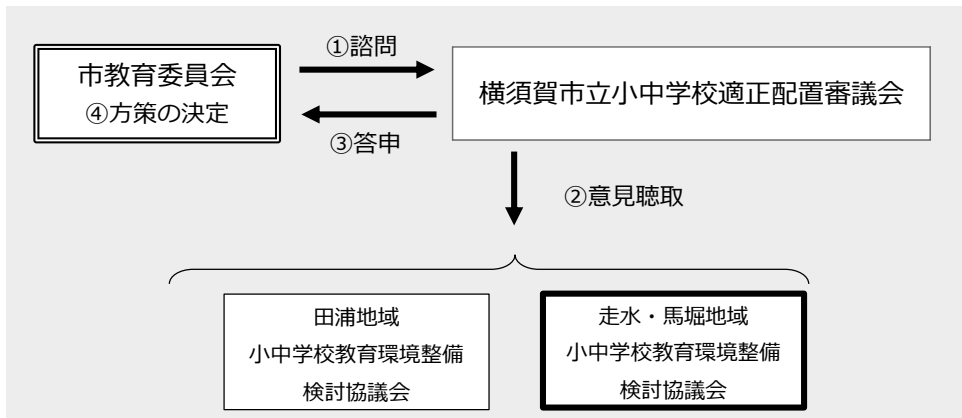 ①諮問
市教育委員会
④方策の決定
横須賀市立小中学校適正配置審議会
③答申
②意見聴取
田浦地域
小中学校教育環境整備
検討協議会
走水・馬堀地域
小中学校教育環境整備
検討協議会